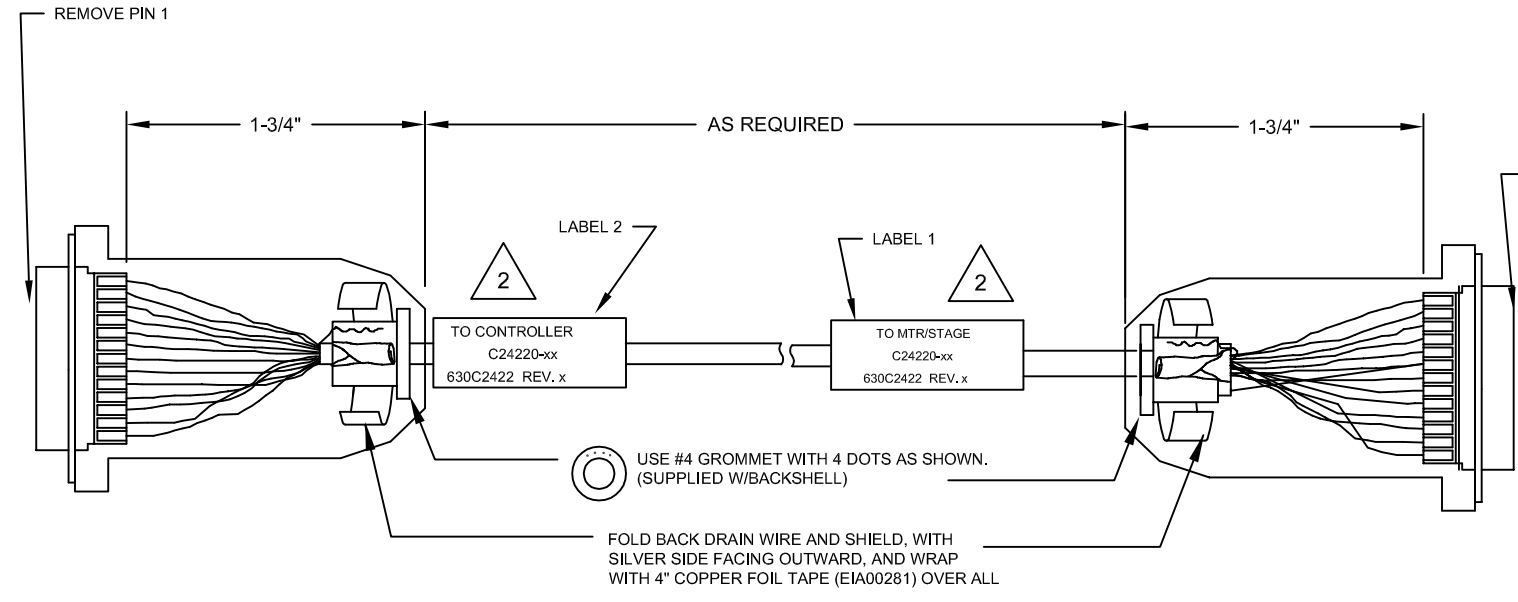 REMOVE PIN 1
1-3/4"
AS REQUIRED
1-3/4"
LABEL 2
LABEL 1
2
2
TO CONTROLLER
C24220-xx
630C2422 REV. x
TO MTR/STAGE
C24220-xx
630C2422 REV. x
USE #4 GROMMET WITH 4 DOTS AS SHOWN.
(SUPPLIED W/BACKSHELL)
FOLD BACK DRAIN WIRE AND SHIELD, WITH
SILVER SIDE FACING OUTWARD, AND WRAP
WITH 4" COPPER FOIL TAPE (EIA00281) OVER ALL